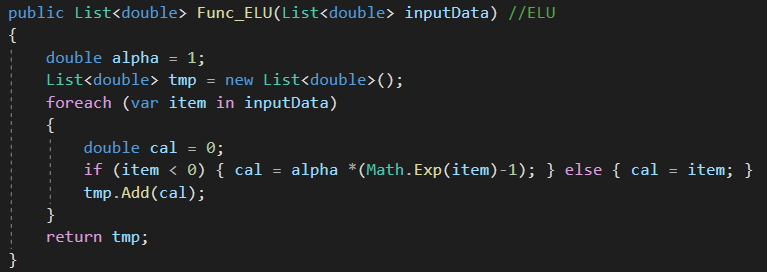 public List<double> Func_ELU(List<double> inputData) //ELU
{
double alpha = 1;
List<double> tmp = new List<double>();
foreach (var item in inputData)
{
double cal = 0;
if (item < 0) { cal = alpha *(Math.Exp(item)-1); } else { cal = item; }
tmp.Add(cal);
}
return tmp;
}